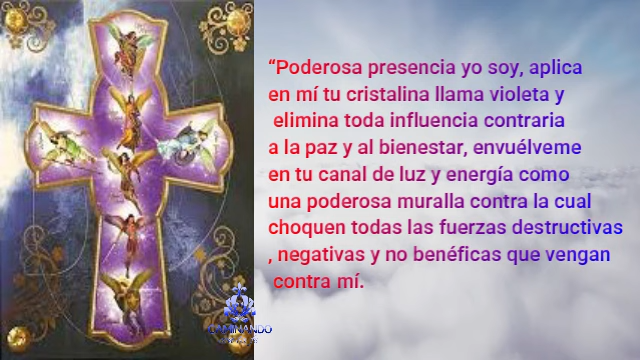 “Poderosa presencia yo soy, aplica
en mí tu cristalina llama violeta y
elimina toda influencia contraria
a la paz y al bienestar, envuélveme
en tu canal de luz y energía como
una poderosa muralla contra la cual
choquen todas las fuerzas destructivas
, negativas y no benéficas que vengan
contra mí.
CAMINANDO